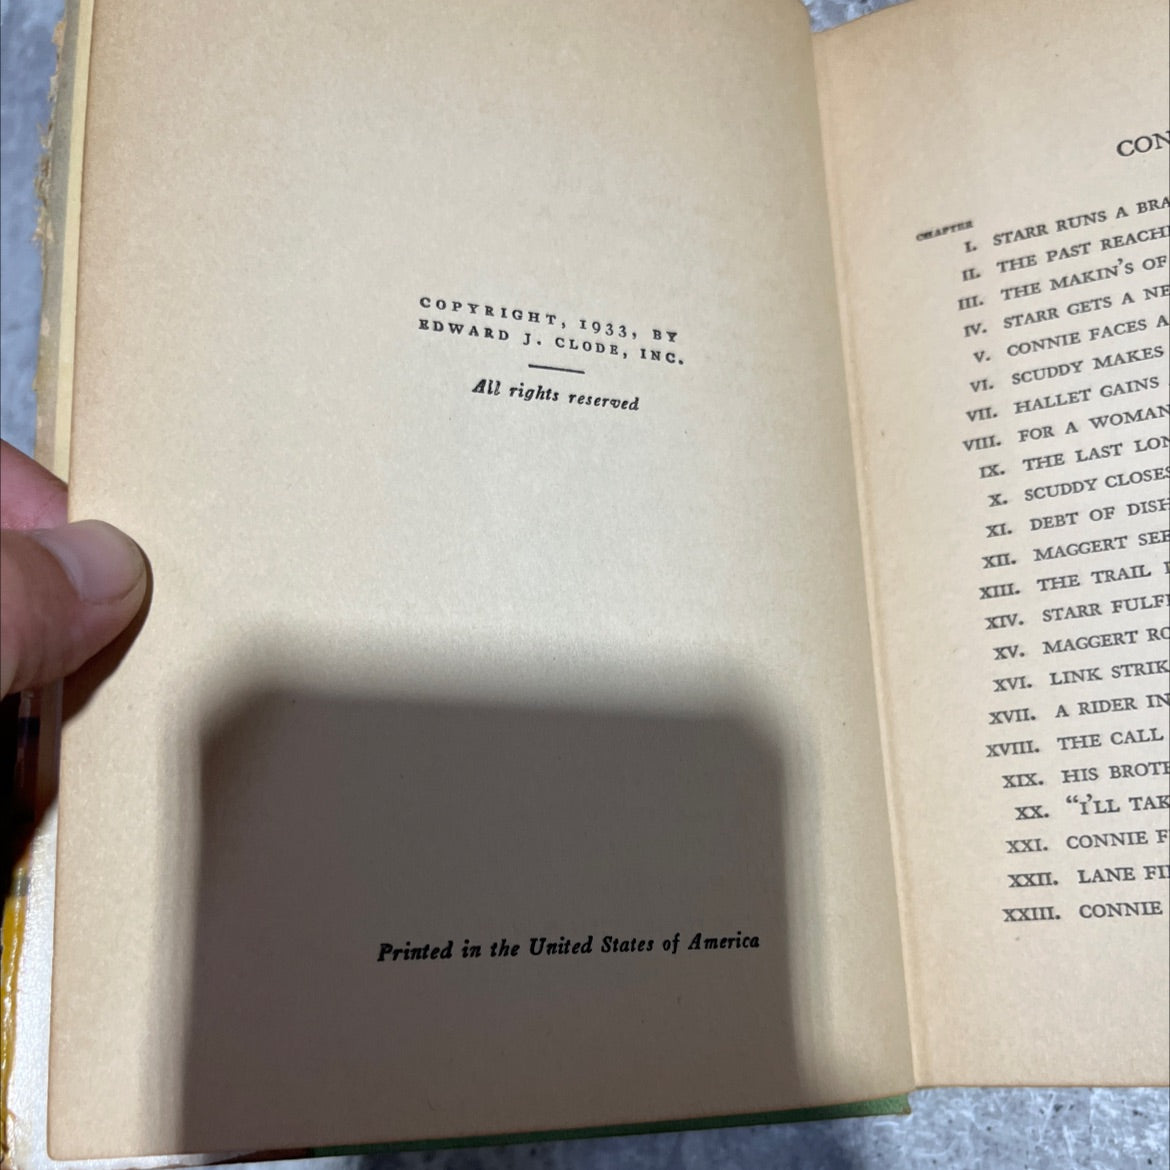 COPYRIGHT, 1933, BY
EDWARD J. CLODE, INC.
All rights reserved
Printed in the United States of America
CON
CHAPTER
I. STARR RUNS A BRA
II. THE PAST REACHE
III. THE MAKIN'S OF
IV. STARR GETS A NE
V. CONNIE FACES A
VI. SCUDDY MAKES
VII. HALLET GAINS
VIII. FOR A WOMAN
IX. THE LAST LON
X. SCUDDY CLOSES
XI. DEBT OF DISH
XII. MAGGERT SEE
XIII. THE TRAIL
XIV. STARR FULFI
XV. MAGGERT RO
XVI. LINK STRIK
XVII. A RIDER IN
XVIII. THE CALL
XIX. HIS BROTH
XX. "I'LL TAK
XXI. CONNIE F
XXII. LANE FI
XXIII. CONNIE